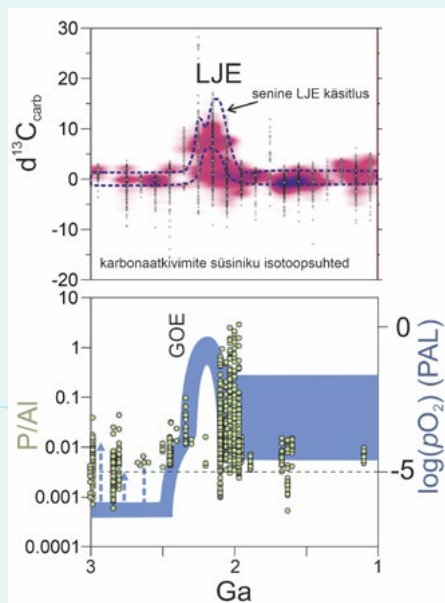 30
LJE
20
senine LJE käsitlus
10
0
-10
karbonaatkivimite süsiniku isotoopsuhted
-20
d¹³Ccarb
10
1
0.1
0.01
0.001
0.0001
P/Al
GOE
0
-5
log(pO₂) (PAL)
3
2
1
Ga